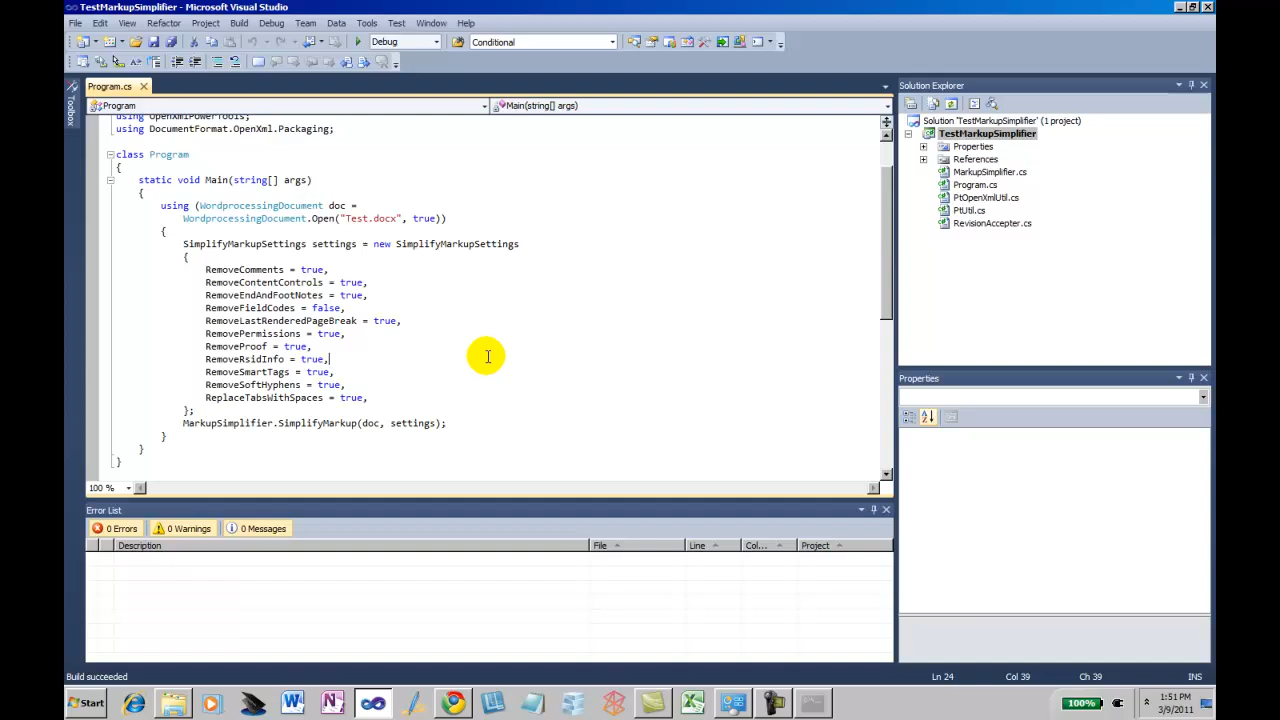 TestMarkupSimplifier - Microsoft Visual Studio
File Edit View Refactor Project Build Debug Team Data Tools Test Window Help
Debug Conditional
Toolbox
Program.cs
Program Main(string[] args)
using OpenXmlPowerTools;
using DocumentFormat.OpenXml.Packaging;
class Program
{
static void Main(string[] args)
{
using (WordprocessingDocument doc =
WordprocessingDocument.Open("Test.docx", true))
{
SimplifyMarkupSettings settings = new SimplifyMarkupSettings
{
RemoveComments = true,
RemoveContentControls = true,
RemoveEndAndFootNotes = true,
RemoveFieldCodes = false,
RemoveLastRenderedPageBreak = true,
RemovePermissions = true,
RemoveProof = true,
RemoveRsidInfo = true,
RemoveSmartTags = true,
RemoveSoftHyphens = true,
ReplaceTabsWithSpaces = true,
};
MarkupSimplifier.SimplifyMarkup(doc, settings);
}
}
}
100 %
Solution Explorer
Solution 'TestMarkupSimplifier' (1 project)
TestMarkupSimplifier
Properties
References
MarkupSimplifier.cs
Program.cs
PtOpenXmlUtil.cs
PtUtil.cs
RevisionAccepter.cs
Properties
Error List
0 Errors 0 Warnings 0 Messages
Description File Line Col... Project
Build succeeded Ln 24 Col 39 Ch 39 INS
Start 100% 1:51 PM
3/9/2011